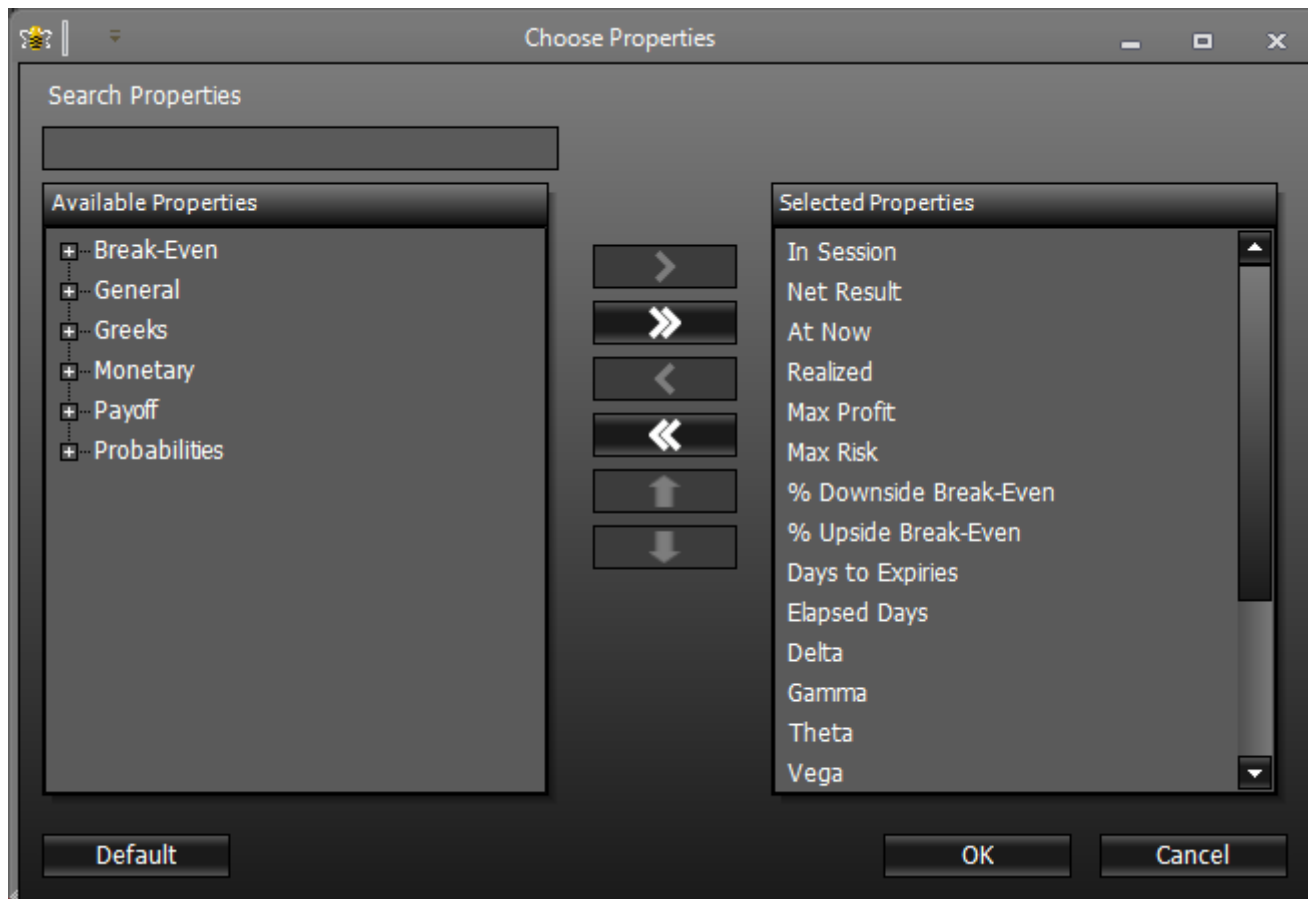 Choose Properties
Search Properties
Available Properties
Break-Even
General
Greeks
Monetary
Payoff
Probabilities
Selected Properties
In Session
Net Result
At Now
Realized
Max Profit
Max Risk
% Downside Break-Even
% Upside Break-Even
Days to Expiries
Elapsed Days
Delta
Gamma
Theta
Vega
Default
OK
Cancel